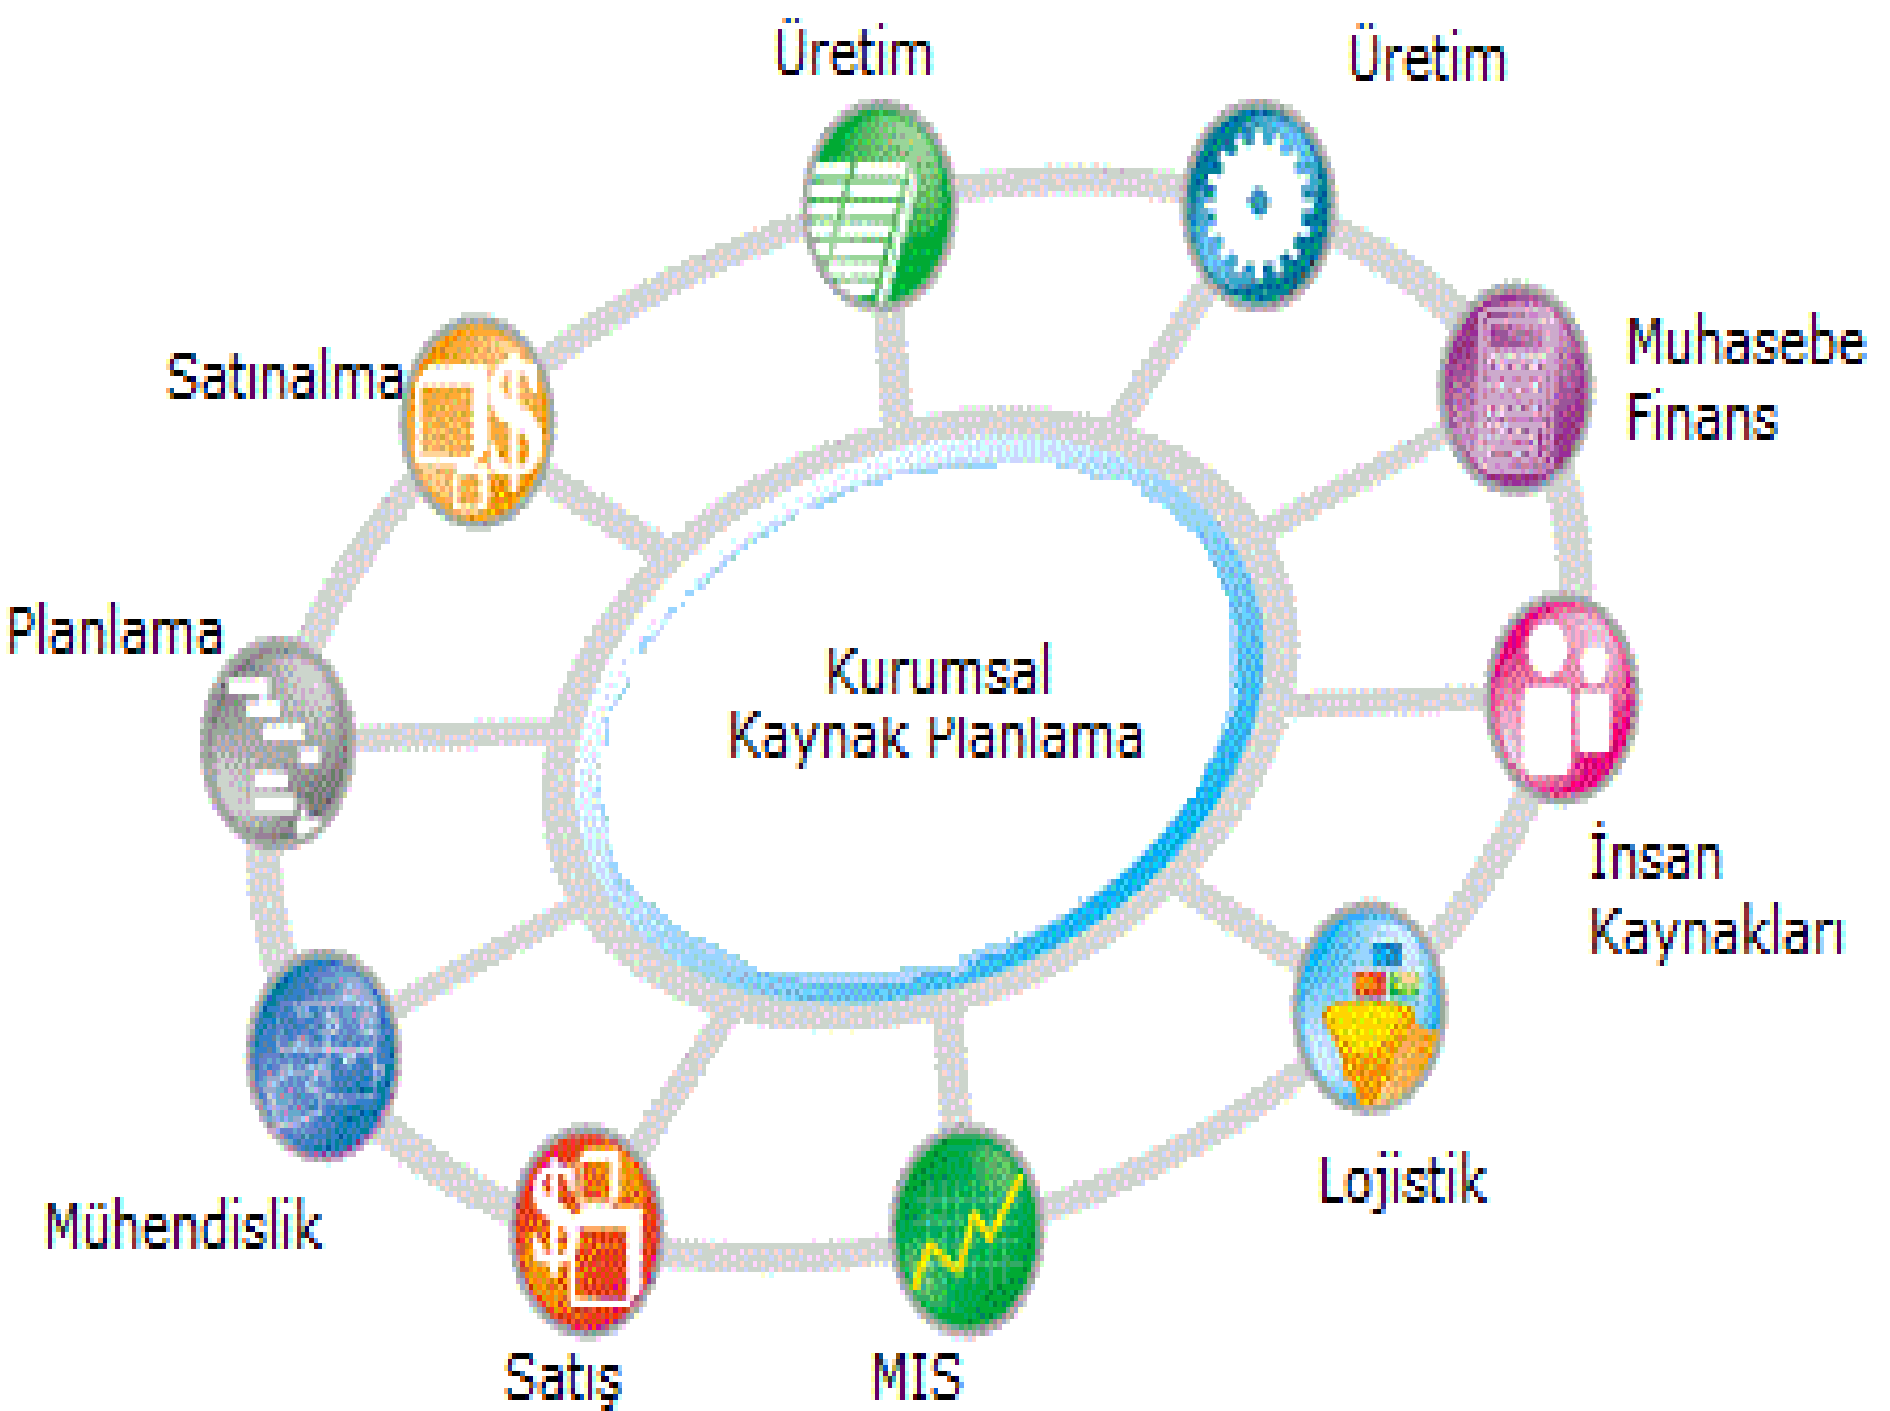 Üretim
Üretim
Muhasebe
Finans
Satınalma
Planlama
Kurumsal
Kaynak Planlama
İnsan
Kaynakları
Lojistik
Mühendislik
Satış
MIS